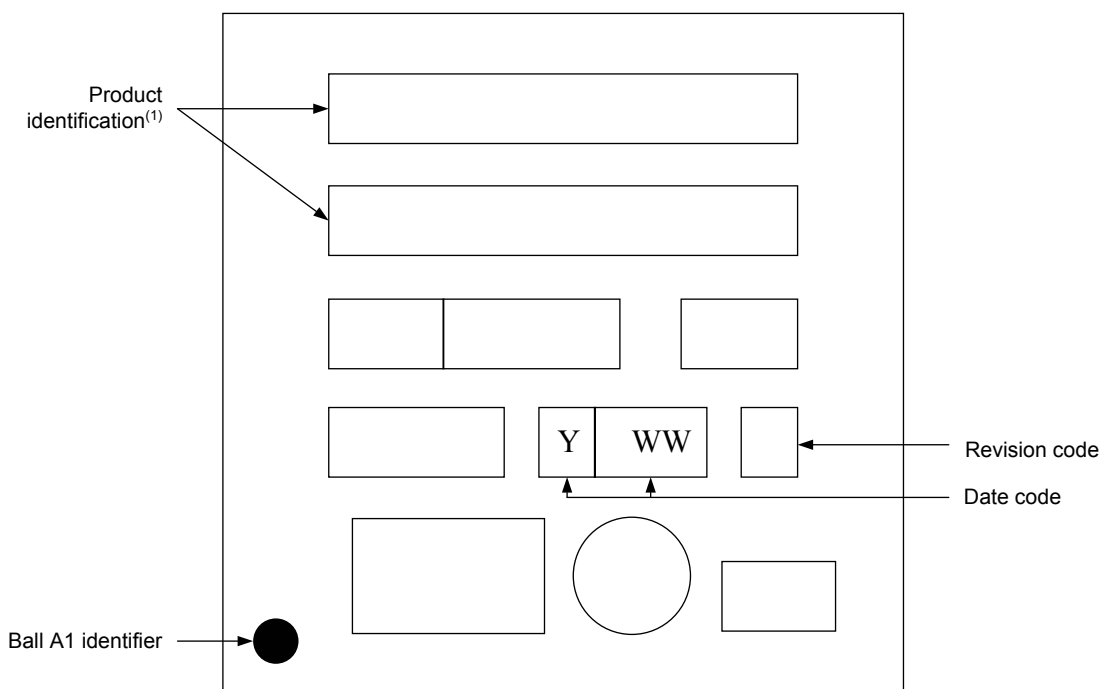 Product
identification(1)
Y WW
Revision code
Date code
Ball A1 identifier